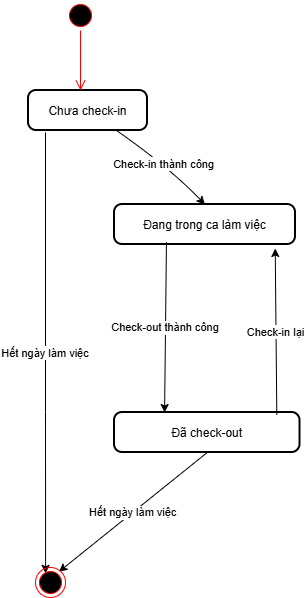 Chưa check-in
Check-in thành công
Đang trong ca làm việc
Check-out thành công
Check-in lại
Hết ngày làm việc
Đã check-out
Hết ngày làm việc